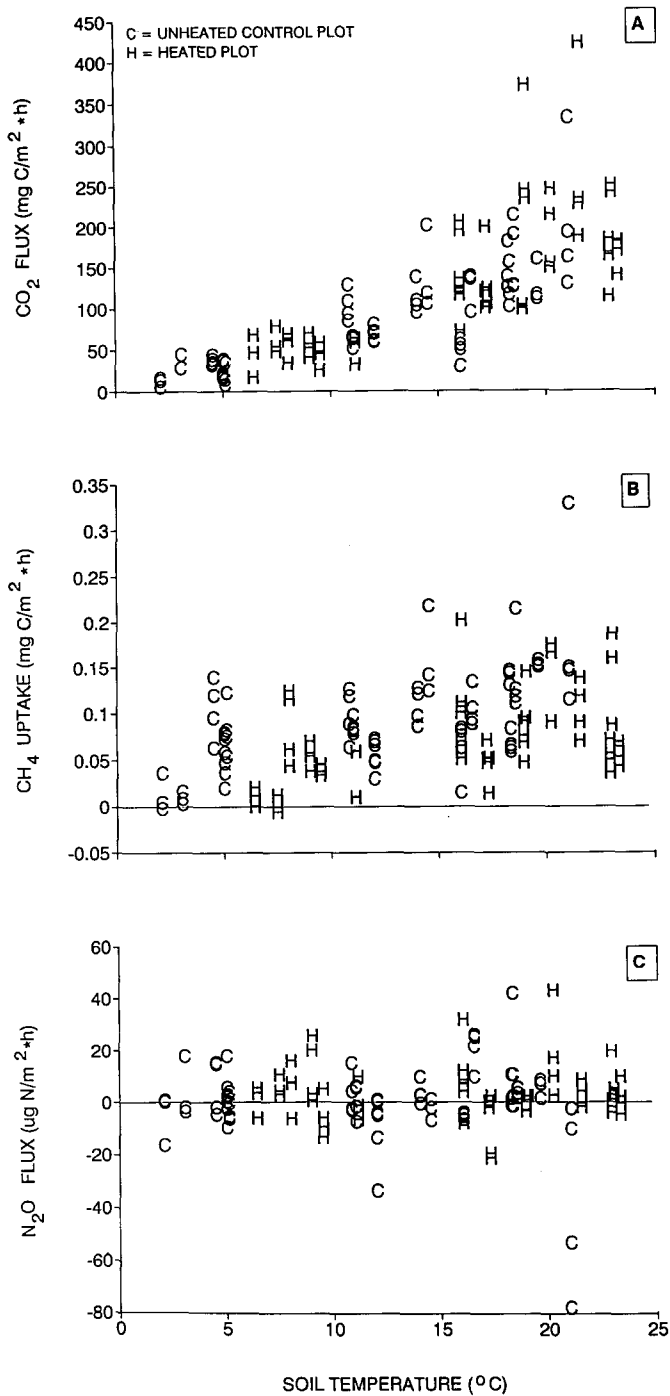 A
C = UNHEATED CONTROL PLOT
H = HEATED PLOT
CO2 FLUX (mg C/m2 *h)
450
400
350
300
250
200
150
100
50
0
B
CH4 UPTAKE (mg C/m2 *h)
0.35
0.3
0.25
0.2
0.15
0.1
0.05
0
-0.05
C
N2O FLUX (ug N/m2*h)
60
40
20
0
-20
-40
-60
-80
0 5 10 15 20 25
SOIL TEMPERATURE (oC)